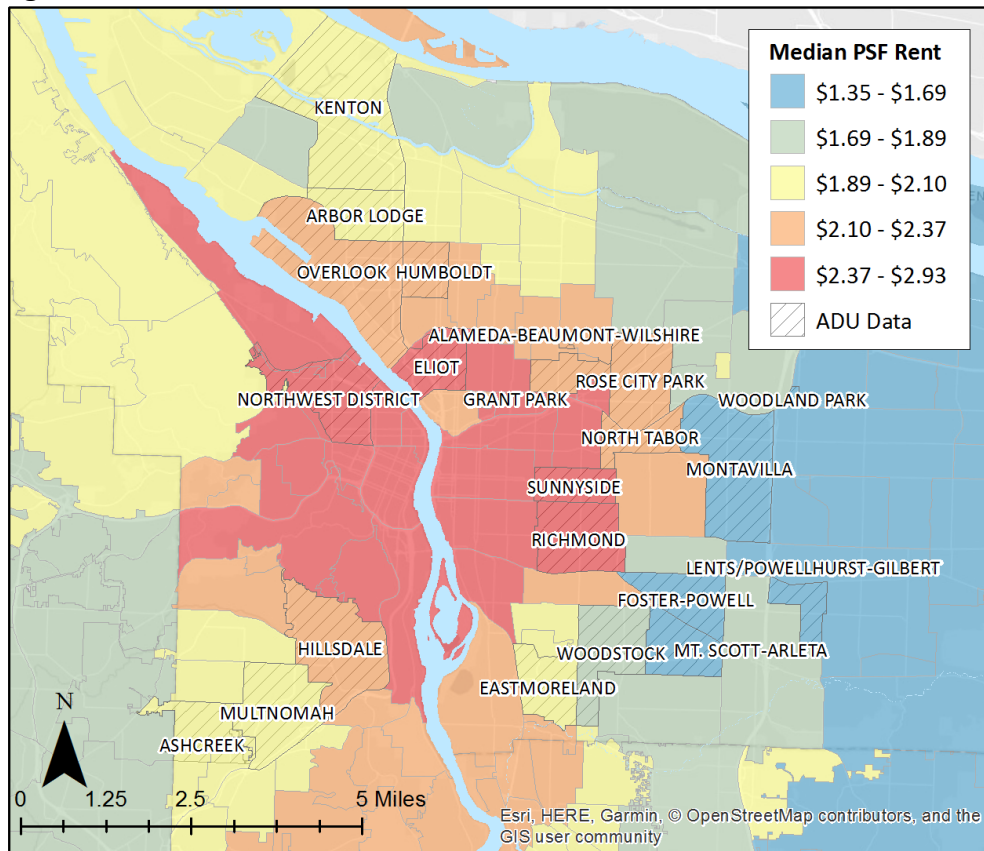 Median PSF Rent
$1.35 - $1.69
$1.69 - $1.89
$1.89 - $2.10
$2.10 - $2.37
$2.37 - $2.93
ADU Data
KENTON
ARBOR LODGE
OVERLOOK HUMBOLDT
ALAMEDA-BEAUMONT-WILSHIRE
ELIOT
ROSE CITY PARK
NORTHWEST DISTRICT
GRANT PARK
WOODLAND PARK
NORTH TABOR
MONTAVILLA
SUNNYSIDE
RICHMOND
LENTS/POWELLHURST-GILBERT
FOSTER-POWELL
HILLSDALE
WOODSTOCK
MT. SCOTT-ARLETA
EASTMORELAND
MULTNOMAH
ASHCREEK
N
0 1.25 2.5 5 Miles
Esri, HERE, Garmin, © OpenStreetMap contributors, and the
GIS user community